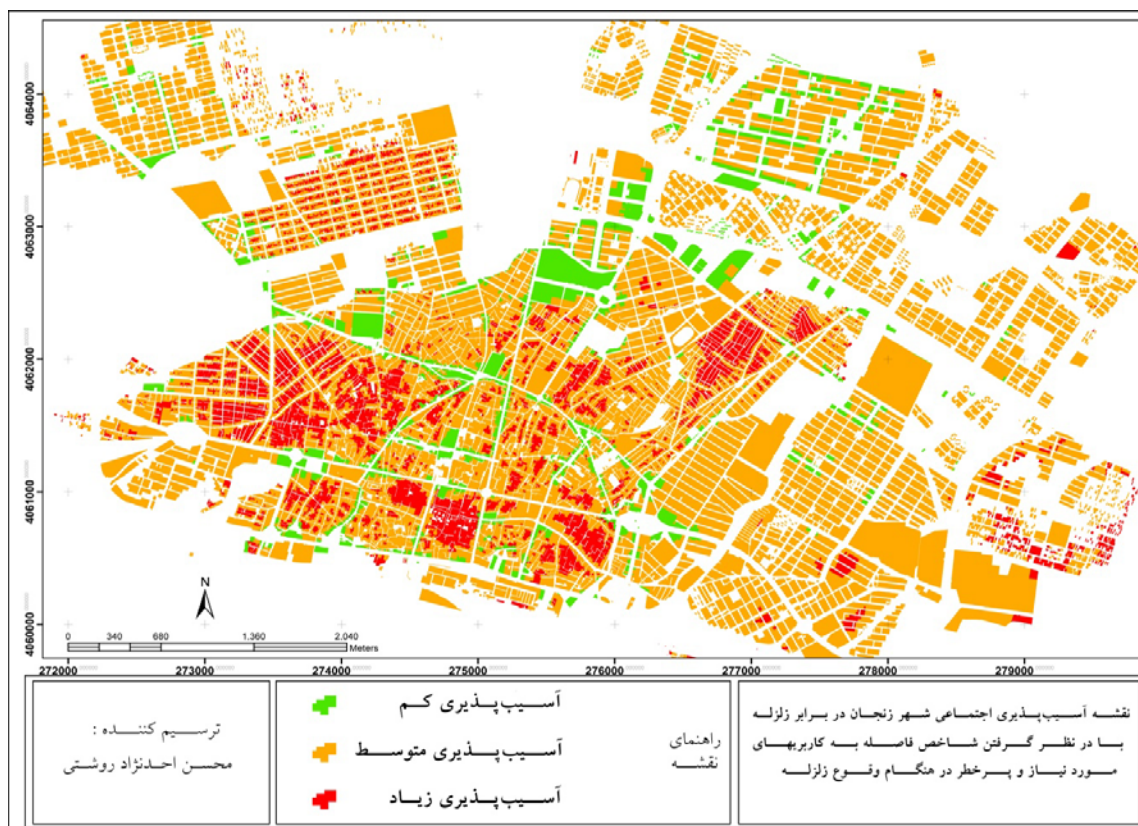 4064000
4063000
4062000
4061000
4060000
N
0 340 680 1,360 2,040
Meters
272000 273000 274000 275000 276000 277000 278000 279000
نقشه آسیب‌پذیری اجتماعی شهر زنجان در برابر زلزله
با در نظر گرفتن شاخص فاصله به کاربریهای
مورد نیاز و پرخطر در هنگام وقوع زلزله
راهنمای
نقشه
آسیب‌پذیری کم
آسیب‌پذیری متوسط
آسیب‌پذیری زیاد
ترسیم کننده :
محسن احدنژاد روشتی